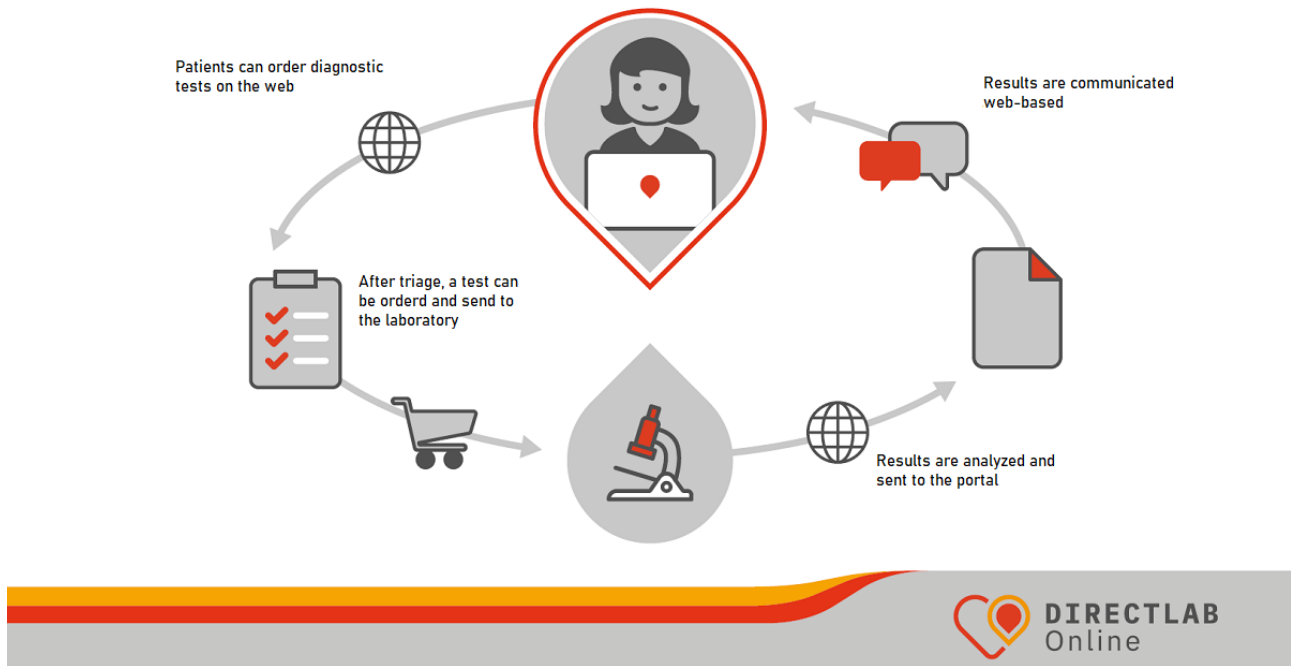 Patients can order diagnostic
tests on the web
Results are communicated
web-based
After triage, a test can
be orderd and send to
the laboratory
Results are analyzed and
sent to the portal
DIRECTLAB
Online